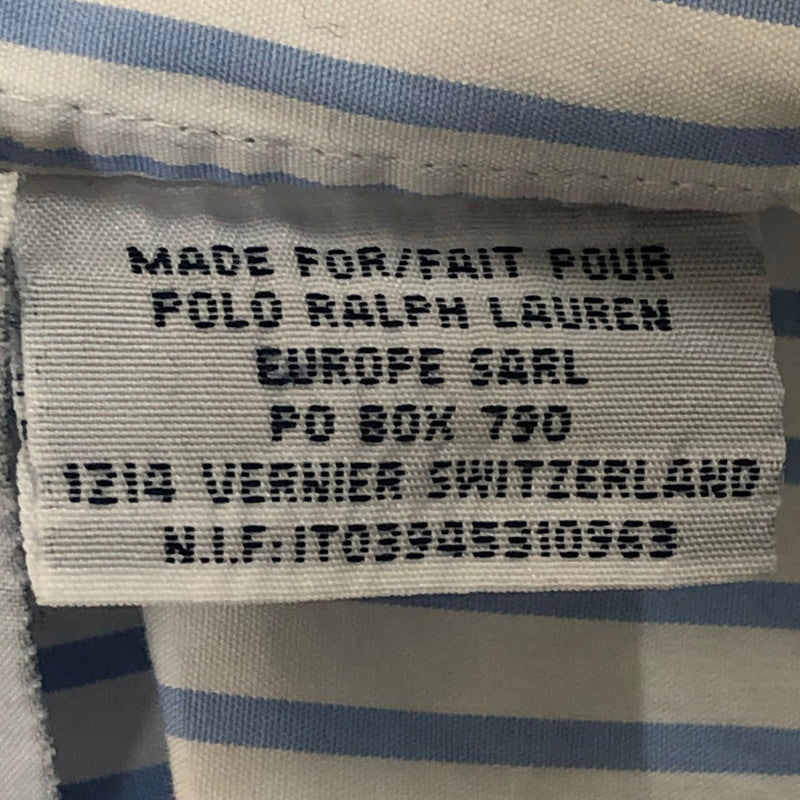 MADE FOR/FAIT POUR
POLO RALPH LAUREN
EUROPE SARL
PO BOX 790
1214 VERNIER SWITZERLAND
N.I.F:IT03945310963